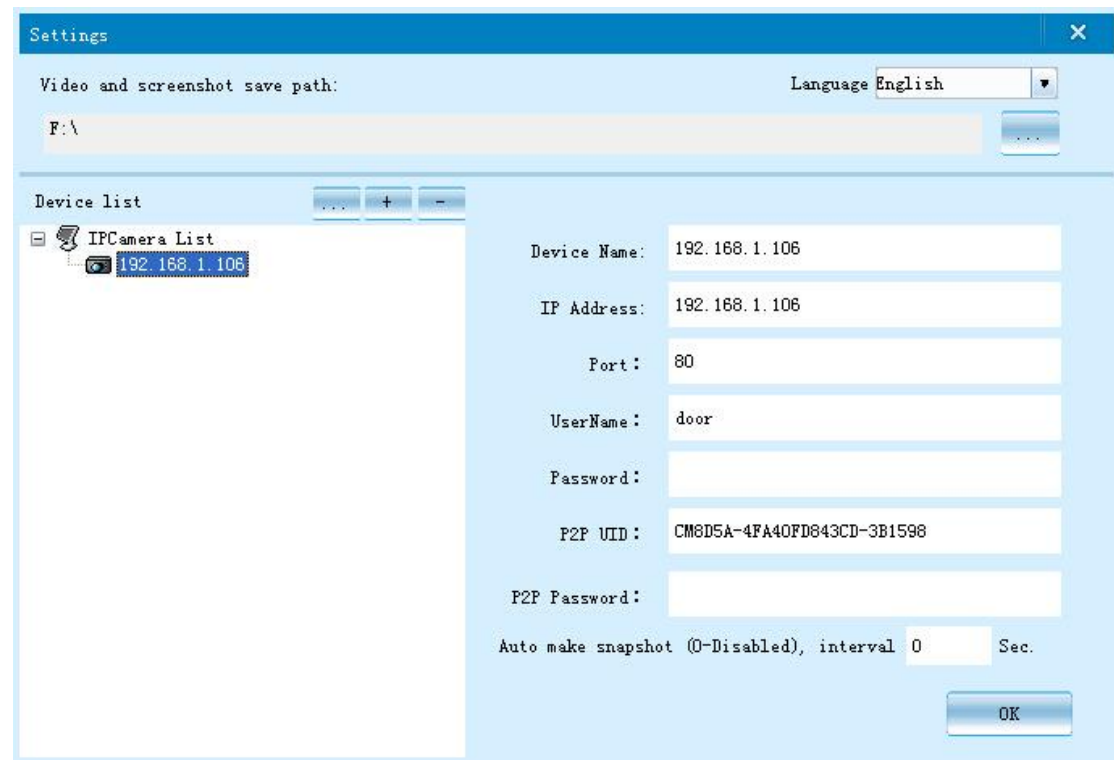 Settings
Video and screenshot save path:
Language English
F:\
...
Device list ... + -
IPCamera List
192.168.1.106
Device Name: 192.168.1.106
IP Address: 192.168.1.106
Port: 80
UserName: door
Password:
P2P UID: CM8D5A-4FA40FD843CD-3B1598
P2P Password:
Auto make snapshot (0-Disabled), interval 0 Sec.
OK